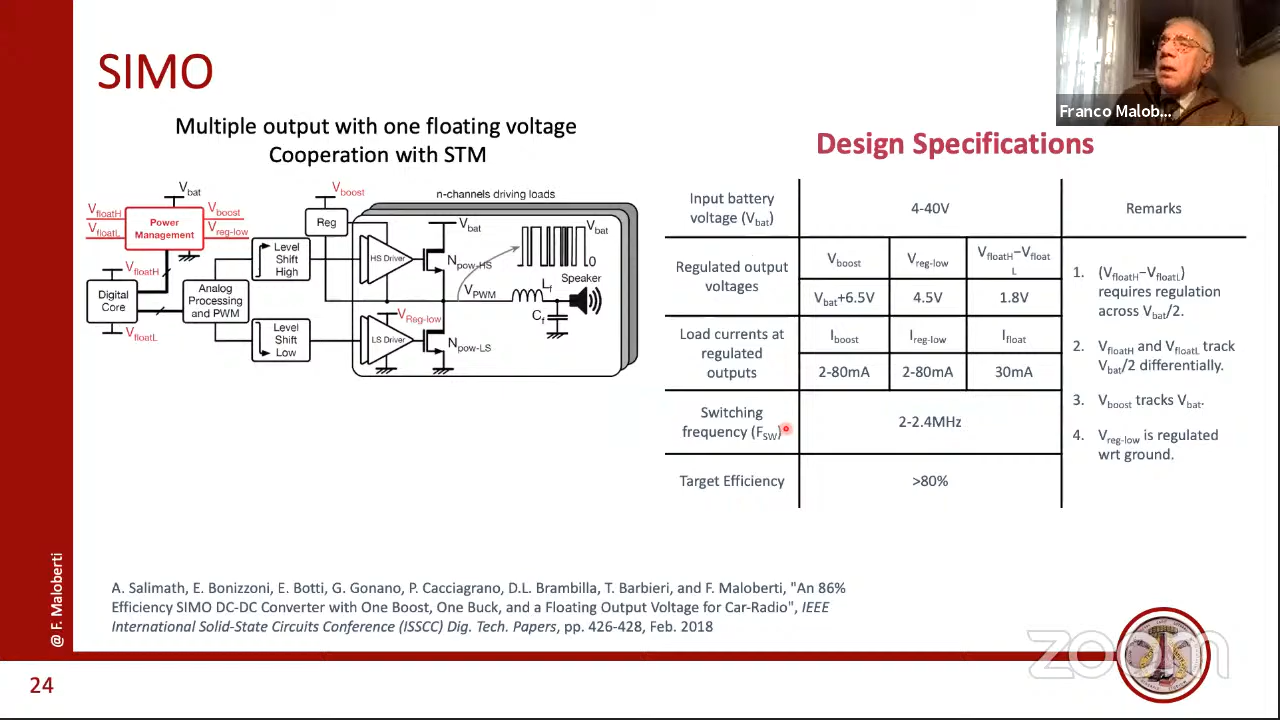 SIMO
Franco Malob...
Multiple output with one floating voltage
Cooperation with STM
Design Specifications
Vbat
VfloatH
VfloatL
Power
Management
Vboost
Vreg-low
VfloatH
Digital
Core
VfloatL
Analog
Processing
and PWM
Level
Shift
High
Level
Shift
Low
Vboost
Reg
n-channels driving loads
HS Driver
Vbat
Npow-HS
VPWM
VReg-low
LS Driver
Npow-LS
Vbat
0
Lf
Cf
Speaker
Input battery
voltage (Vbat)
4-40V
Remarks
Regulated output
voltages
Vboost
Vreg-low
VfloatH−Vfloat
L
Vbat+6.5V
4.5V
1.8V
Load currents at
regulated
outputs
Iboost
Ireg-low
Ifloat
2-80mA
2-80mA
30mA
Switching
frequency (FSW)
2-2.4MHz
Target Efficiency
>80%
1. (VfloatH−VfloatL)
requires regulation
across Vbat/2.
2. VfloatH and VfloatL track
Vbat/2 differentially.
3. Vboost tracks Vbat.
4. Vreg-low is regulated
wrt ground.
A. Salimath, E. Bonizzoni, E. Botti, G. Gonano, P. Cacciagrano, D.L. Brambilla, T. Barbieri, and F. Maloberti, "An 86%
Efficiency SIMO DC-DC Converter with One Boost, One Buck, and a Floating Output Voltage for Car-Radio", IEEE
International Solid-State Circuits Conference (ISSCC) Dig. Tech. Papers, pp. 426-428, Feb. 2018
@ F. Maloberti
24
zoom